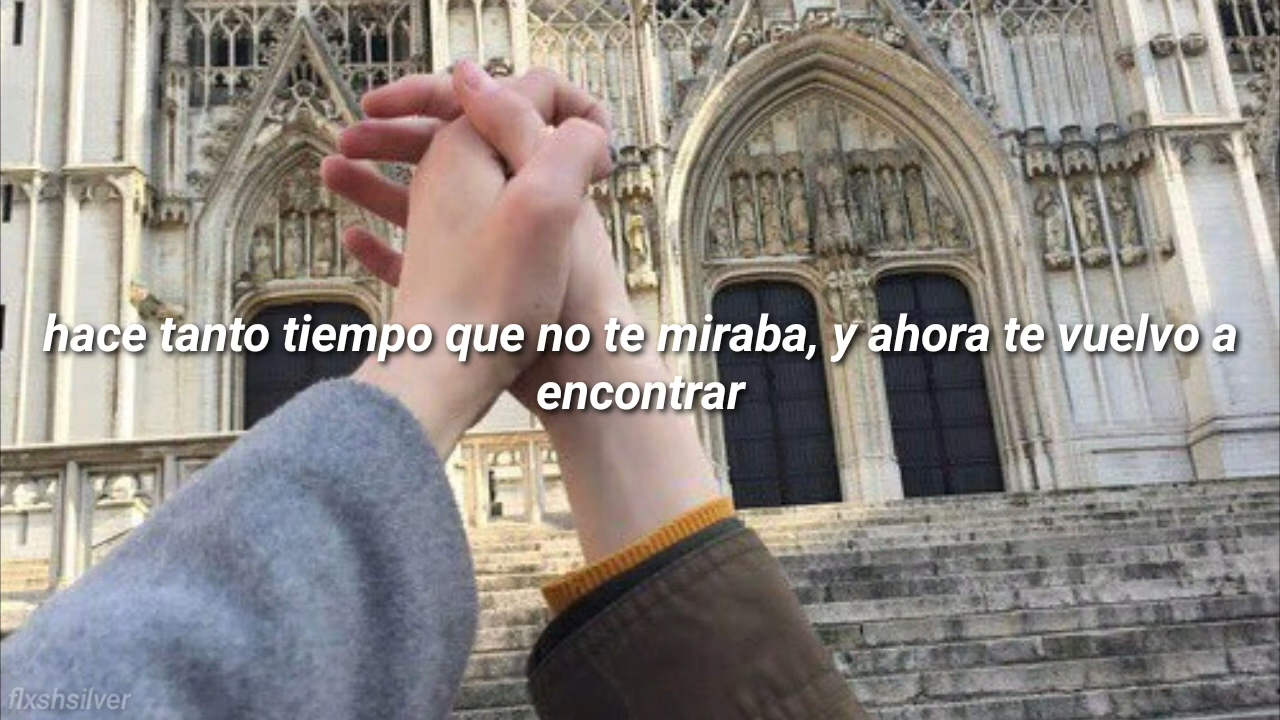 hace tanto tiempo que no te miraba, y ahora te vuelvo a
encontrar
flxshsilver